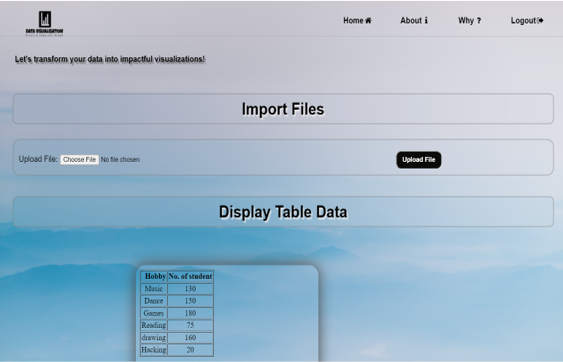 Home About i Why ? Logout
DATA VISUALIZATION
Let's transform your data into impactful visualizations!
Import Files
Upload File: Choose File No file chosen Upload File
Display Table Data
Hobby No. of student
Music 130
Dance 150
Games 180
Reading 75
drawing 160
Hacking 20